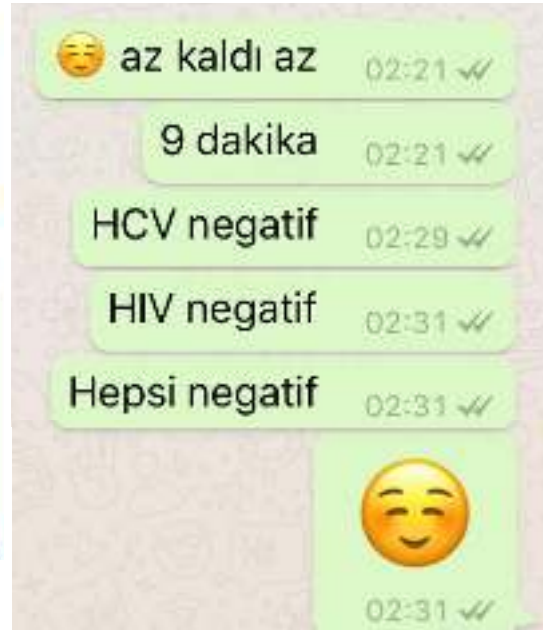 ☺️ az kaldı az 02:21
9 dakika 02:21
HCV negatif 02:29
HIV negatif 02:31
Hepsi negatif 02:31
☺️
02:31